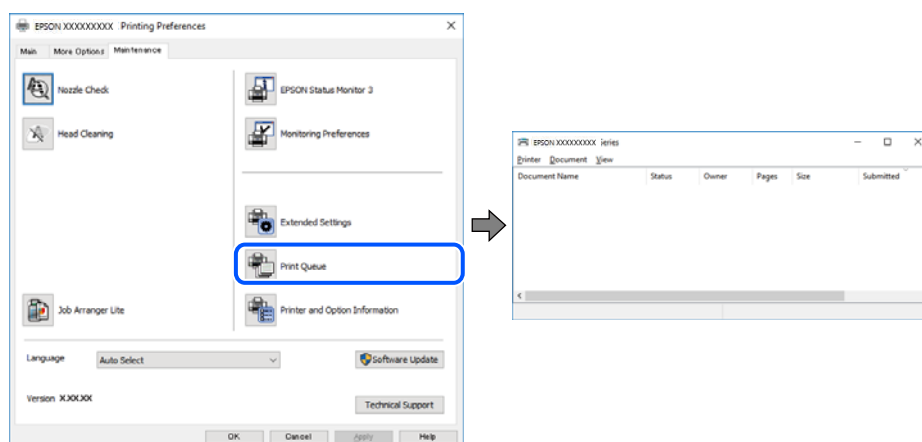 EPSON XXXXXXXXX Printing Preferences
Main More Options Maintenance
Nozzle Check
EPSON Status Monitor 3
Head Cleaning
Monitoring Preferences
Extended Settings
Print Queue
Job Arranger Lite
Printer and Option Information
Language Auto Select Software Update
Version X.XX.XX
Technical Support
OK Cancel Apply Help
EPSON XXXXXXXXX ieries
Printer Document View
Document Name Status Owner Pages Size Submitted